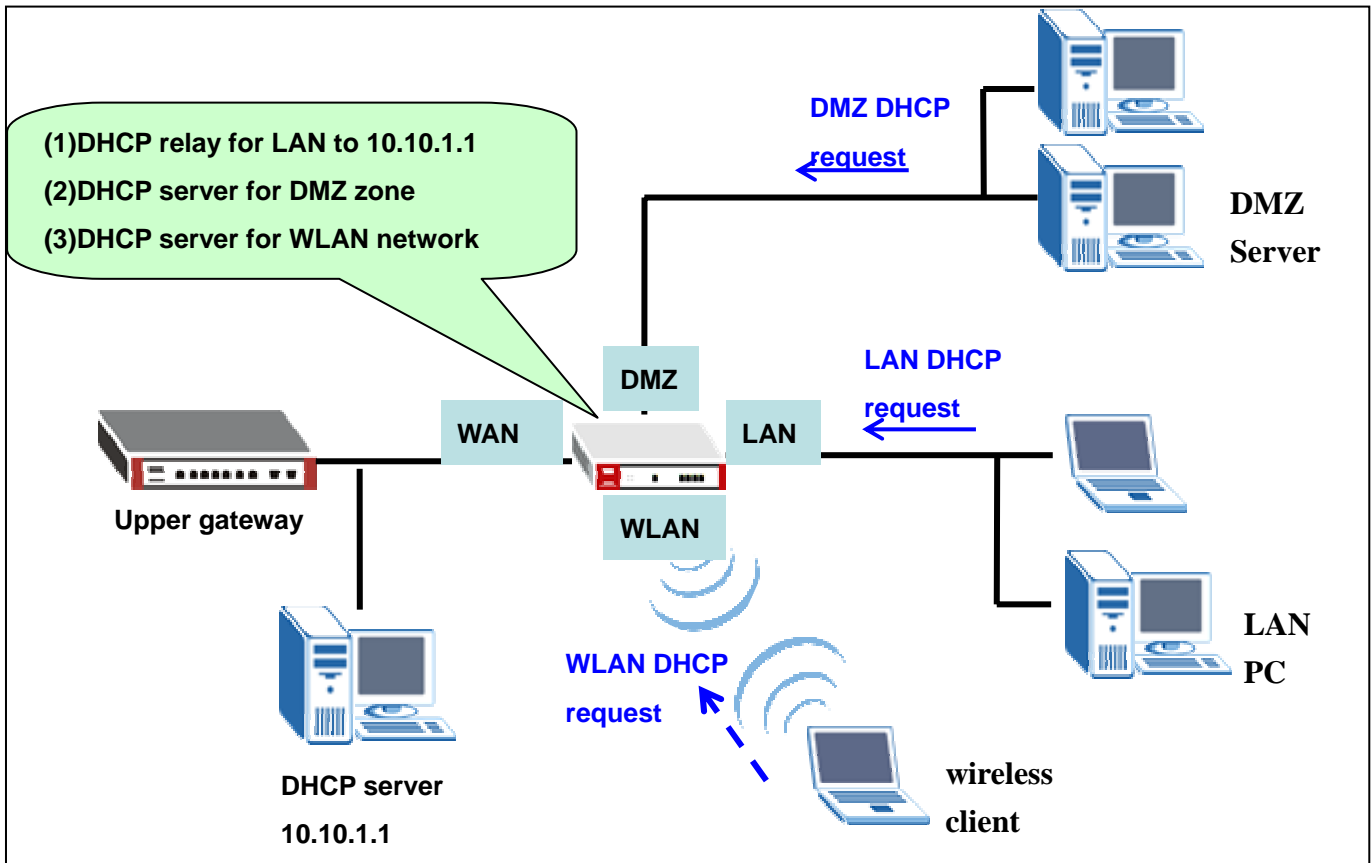 (1)DHCP relay for LAN to 10.10.1.1
(2)DHCP server for DMZ zone
(3)DHCP server for WLAN network
DMZ DHCP
request
DMZ
Server
LAN DHCP
request
DMZ
WAN
LAN
WLAN
Upper gateway
LAN
PC
WLAN DHCP
request
DHCP server
10.10.1.1
wireless
client